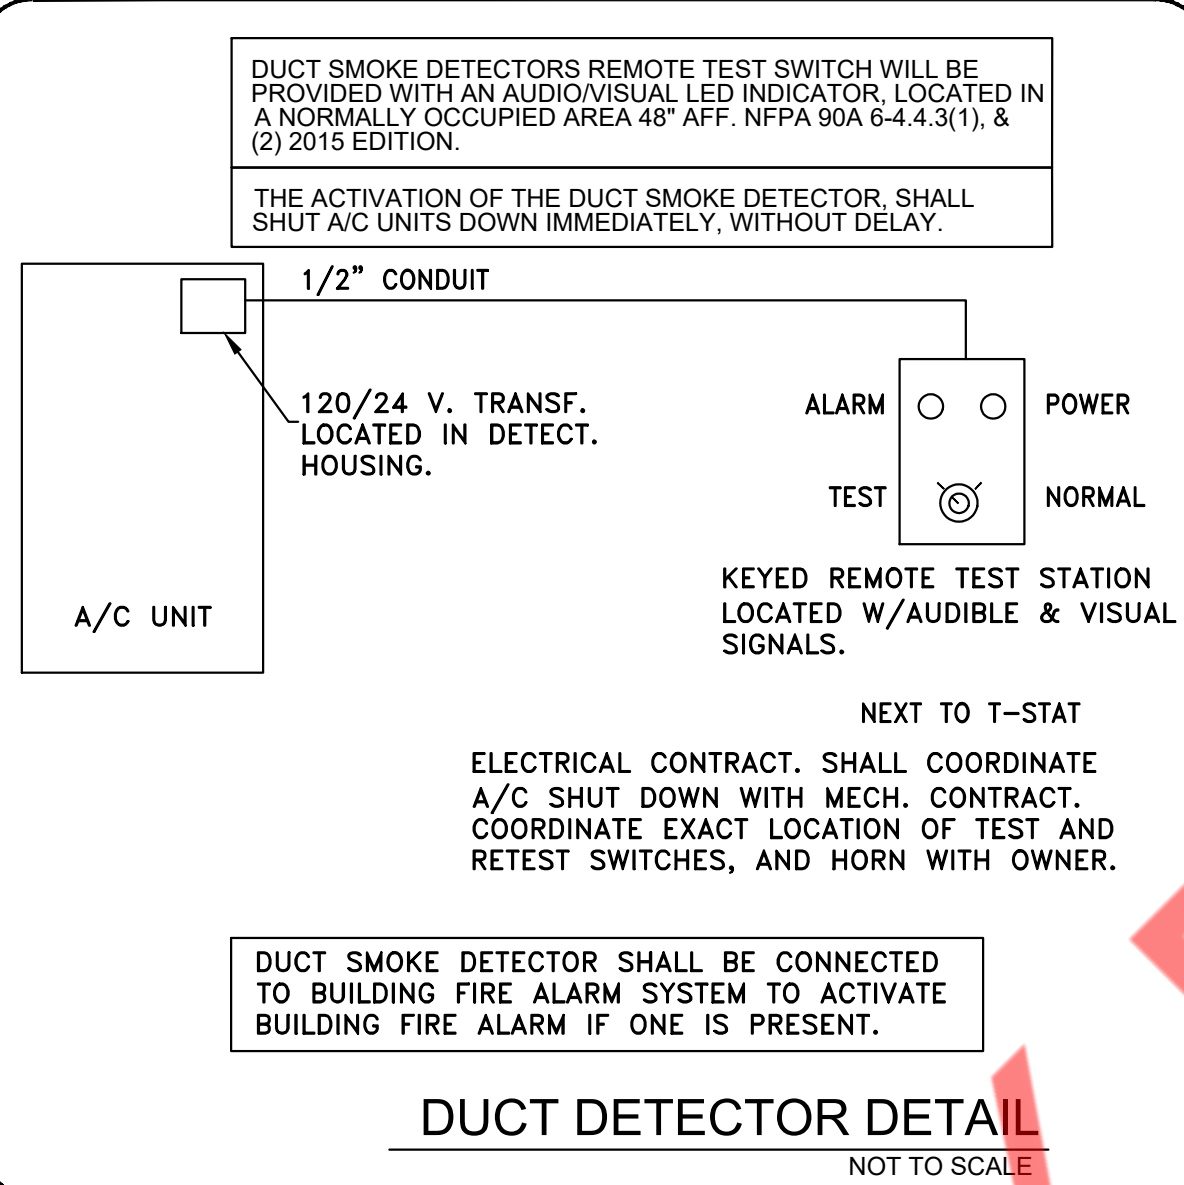 DUCT SMOKE DETECTORS REMOTE TEST SWITCH WILL BE
PROVIDED WITH AN AUDIO/VISUAL LED INDICATOR, LOCATED IN
A NORMALLY OCCUPIED AREA 48" AFF. NFPA 90A 6-4.4.3(1), &
(2) 2015 EDITION.
THE ACTIVATION OF THE DUCT SMOKE DETECTOR, SHALL
SHUT A/C UNITS DOWN IMMEDIATELY, WITHOUT DELAY.
1/2” CONDUIT
120/24 V. TRANSF.
LOCATED IN DETECT.
HOUSING.
A/C UNIT
ALARM
POWER
TEST
NORMAL
KEYED REMOTE TEST STATION
LOCATED W/AUDIBLE & VISUAL
SIGNALS.
NEXT TO T-STAT
ELECTRICAL CONTRACT. SHALL COORDINATE
A/C SHUT DOWN WITH MECH. CONTRACT.
COORDINATE EXACT LOCATION OF TEST AND
RETEST SWITCHES, AND HORN WITH OWNER.
DUCT SMOKE DETECTOR SHALL BE CONNECTED
TO BUILDING FIRE ALARM SYSTEM TO ACTIVATE
BUILDING FIRE ALARM IF ONE IS PRESENT.
DUCT DETECTOR DETAIL
NOT TO SCALE